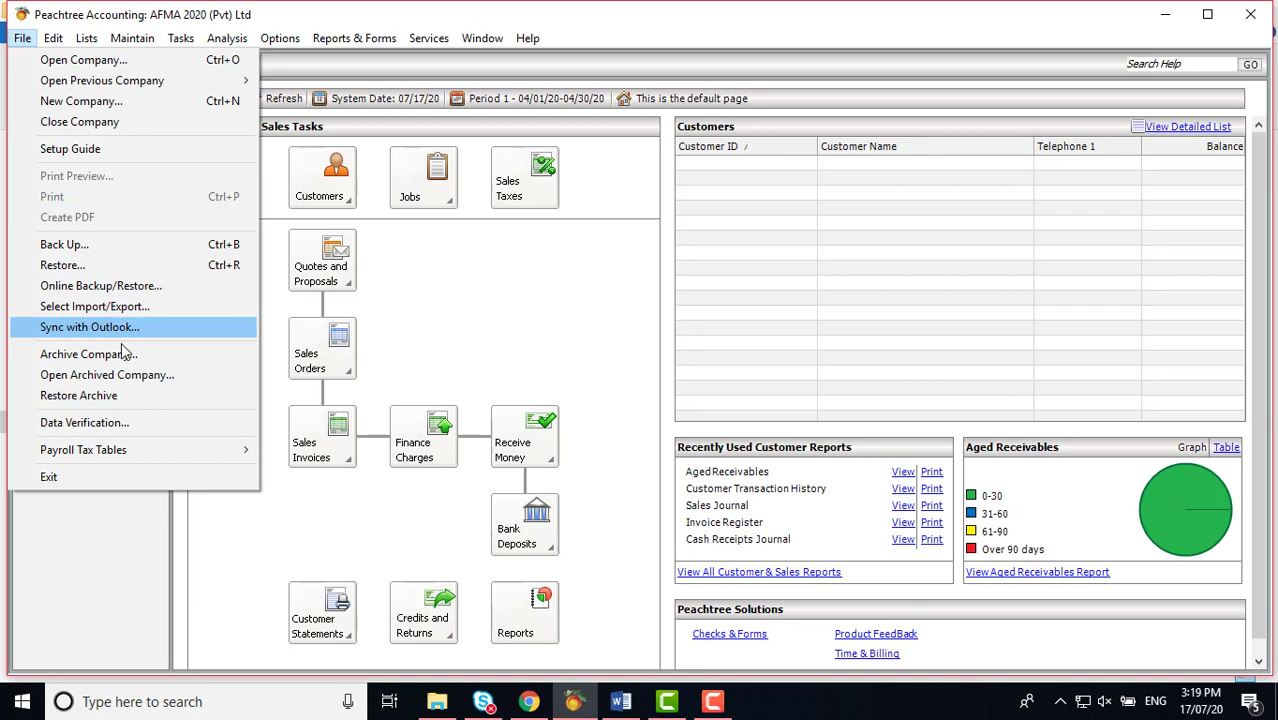 Peachtree Accounting: AFMA 2020 (Pvt) Ltd
File Edit Lists Maintain Tasks Analysis Options Reports & Forms Services Window Help
Open Company... Ctrl+O
Open Previous Company
New Company... Ctrl+N
Close Company
Setup Guide
Print Preview...
Print Ctrl+P
Create PDF
Back Up... Ctrl+B
Restore... Ctrl+R
Online Backup/Restore...
Select Import/Export...
Sync with Outlook...
Archive Company...
Open Archived Company...
Restore Archive
Data Verification...
Payroll Tax Tables
Exit
Search Help GO
Refresh System Date: 07/17/20 Period 1 - 04/01/20-04/30/20 This is the default page
Sales Tasks
Customers
Jobs
Sales
Taxes
Quotes and
Proposals
Sales
Orders
Sales
Invoices
Finance
Charges
Receive
Money
Bank
Deposits
Customer
Statements
Credits and
Returns
Reports
Customers View Detailed List
Customer ID Customer Name Telephone 1 Balance
Recently Used Customer Reports
Aged Receivables View Print
Customer Transaction History View Print
Sales Journal View Print
Invoice Register View Print
Cash Receipts Journal View Print
View All Customer & Sales Reports
Aged Receivables Graph Table
0-30
31-60
61-90
Over 90 days
View Aged Receivables Report
Peachtree Solutions
Checks & Forms Product FeedBack
Time & Billing
Type here to search
ENG
3:19 PM
17/07/20
5